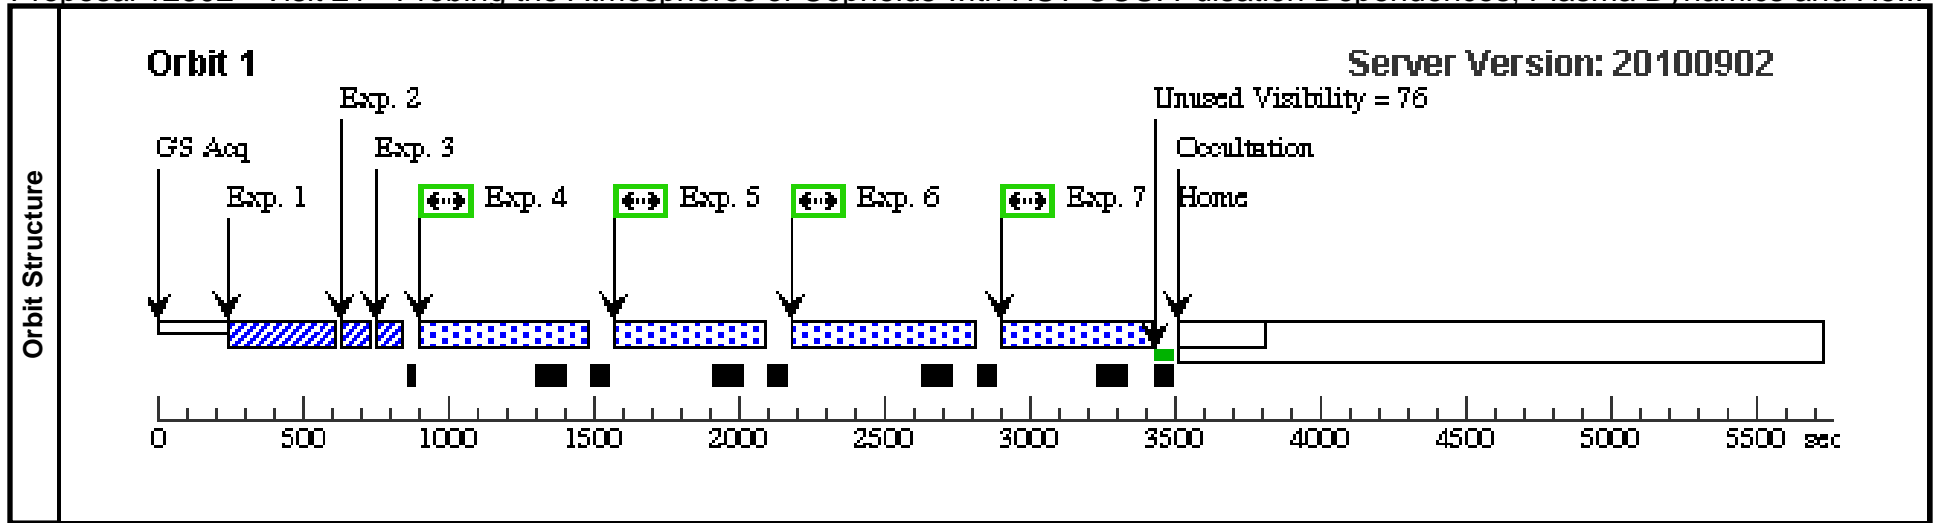 Orbit 1
Server Version: 20100902
Exp. 2
Unused Visibility = 76
GS Acq
Exp. 3
Occultation
Exp. 1
Exp. 4
Exp. 5
Exp. 6
Exp. 7
Home
Orbit Structure
0 500 1000 1500 2000 2500 3000 3500 4000 4500 5000 5500 sec